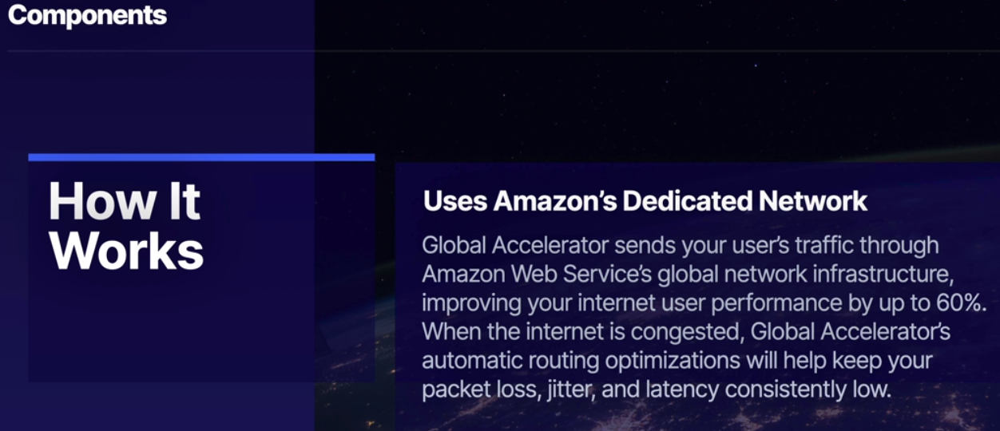 Components
How It
Works
Uses Amazon’s Dedicated Network
Global Accelerator sends your user’s traffic through
Amazon Web Service’s global network infrastructure,
improving your internet user performance by up to 60%.
When the internet is congested, Global Accelerator’s
automatic routing optimizations will help keep your
packet loss, jitter, and latency consistently low.